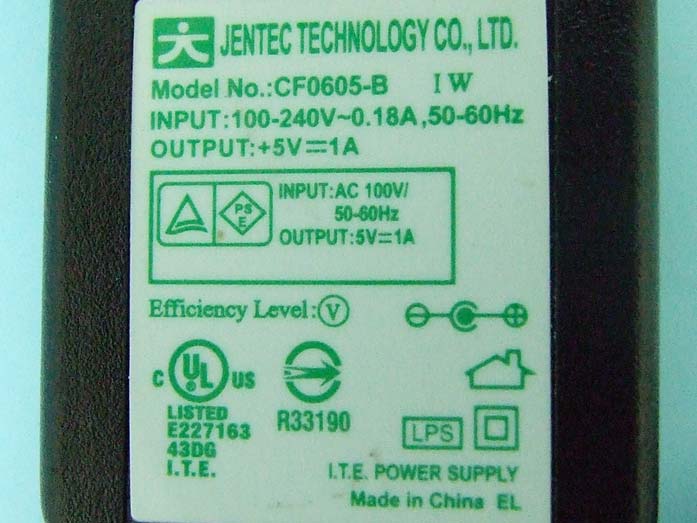 JENTEC TECHNOLOGY CO., LTD.
Model No.:CF0605-B I W
INPUT:100-240V~0.18A,50-60Hz
OUTPUT:+5V⎓1A
PS
E
INPUT:AC 100V/
50-60Hz
OUTPUT:5V⎓1A
Efficiency Level:Ⓥ
C UL US
LISTED
E227163
43DG
I.T.E.
R33190
LPS
I.T.E. POWER SUPPLY
Made in China EL